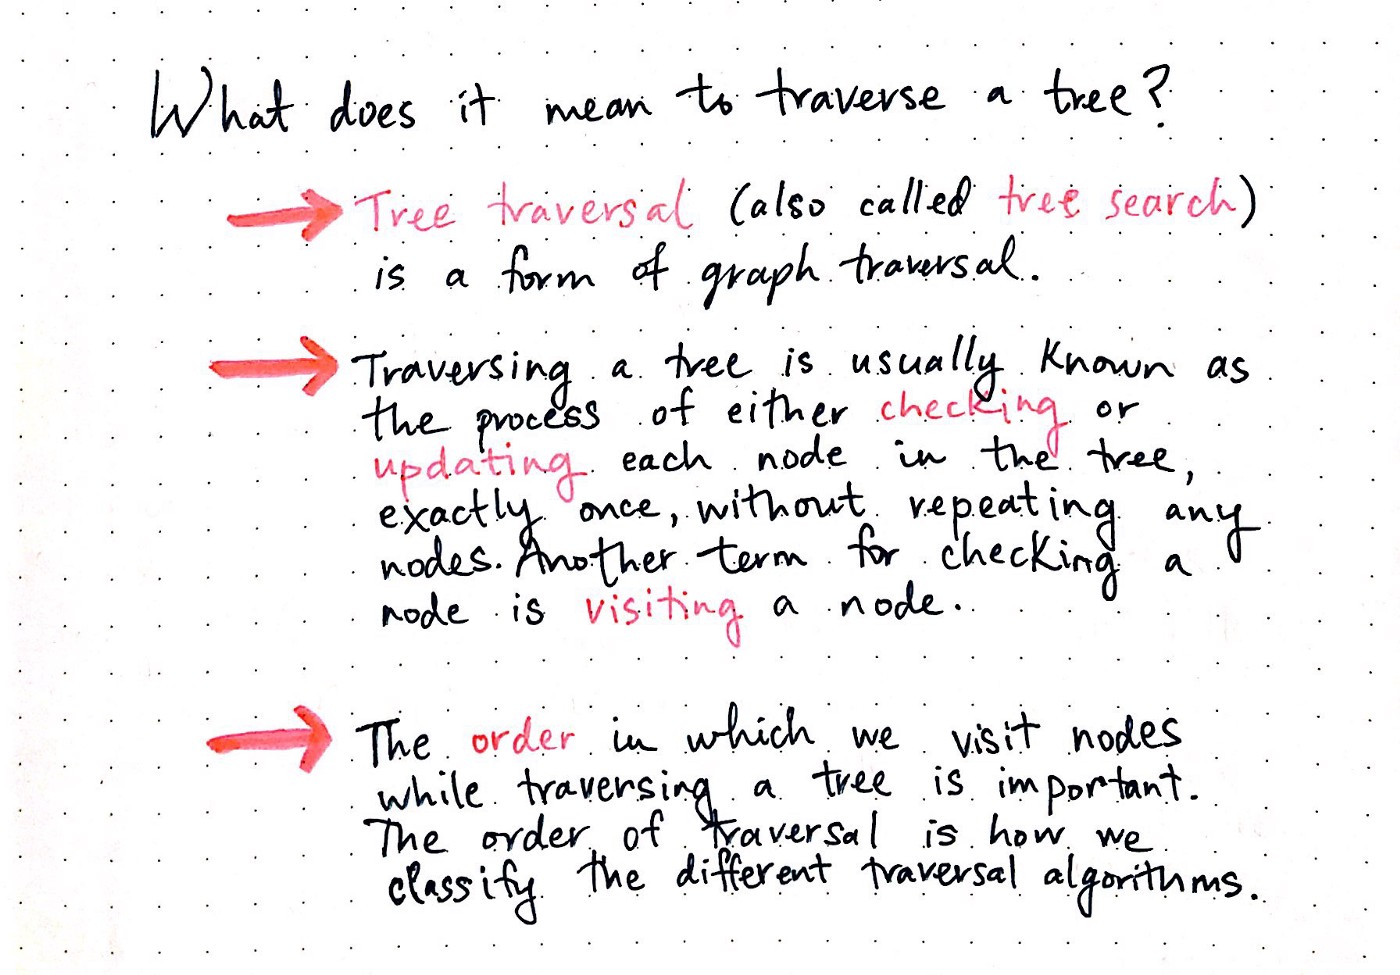 What does it mean to traverse a tree?
Tree traversal (also called tree search)
is a form of graph traversal.
Traversing a tree is usually known as
the process of either checking or
updating each node in the tree,
exactly once, without repeating any
nodes. Another term for checking a
node is visiting a node.
The order in which we visit nodes
while traversing a tree is important.
The order of traversal is how we
classify the different traversal algorithms.